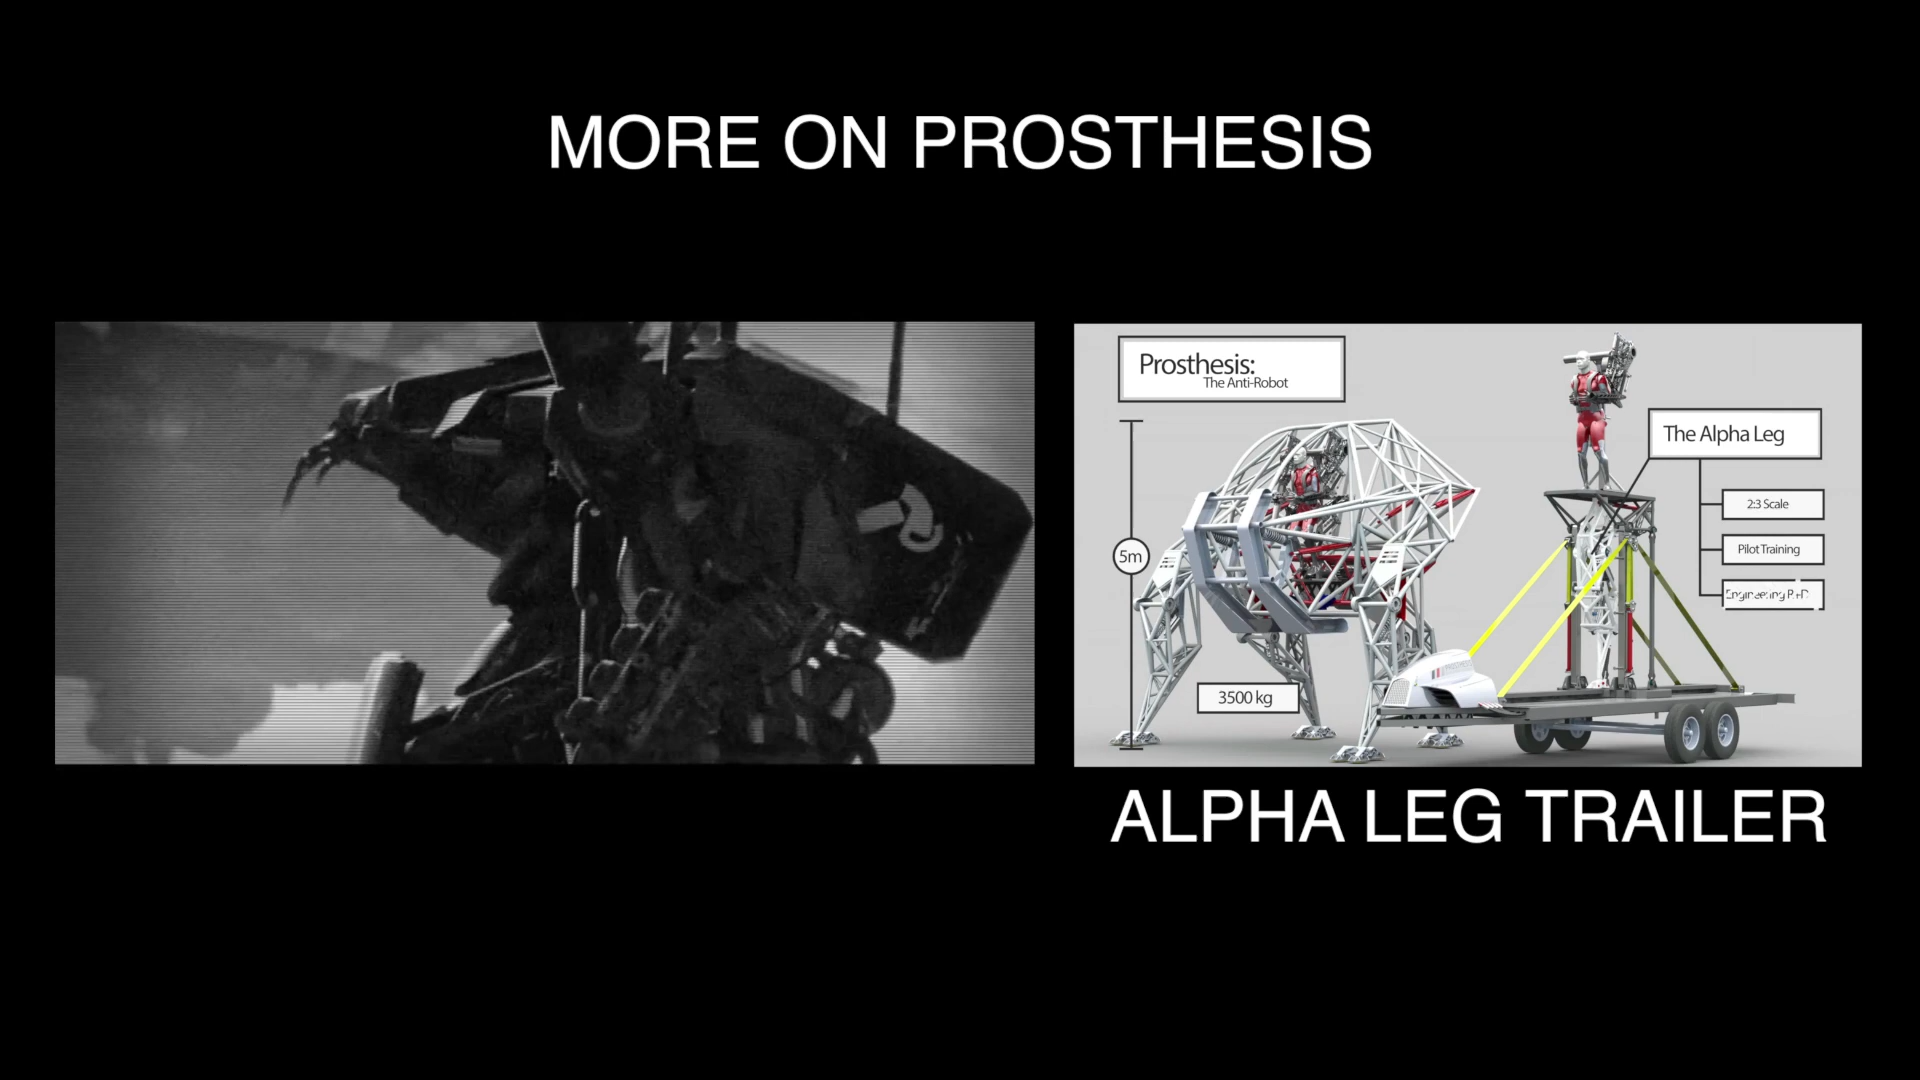 MORE ON PROSTHESIS
Prosthesis:
The Anti-Robot
The Alpha Leg
2:3 Scale
Pilot Training
5m
3500 kg
ALPHA LEG TRAILER